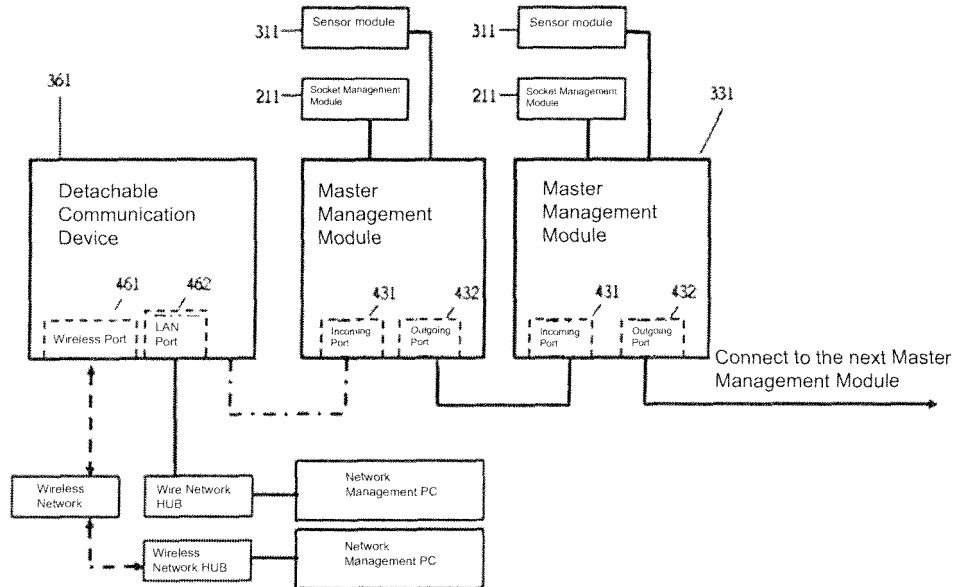 311
Sensor module
311
Sensor module
361
211
Socket Management
Module
211
Socket Management
Module
331
Detachable
Communication
Device
Master
Management
Module
Master
Management
Module
461
462
431
432
431
432
Wireless Port
LAN
Port
Incoming
Port
Outgoing
Port
Incoming
Port
Outgoing
Port
Connect to the next Master
Management Module
Wireless
Network
Wire Network
HUB
Network
Management PC
Wireless
Network HUB
Network
Management PC